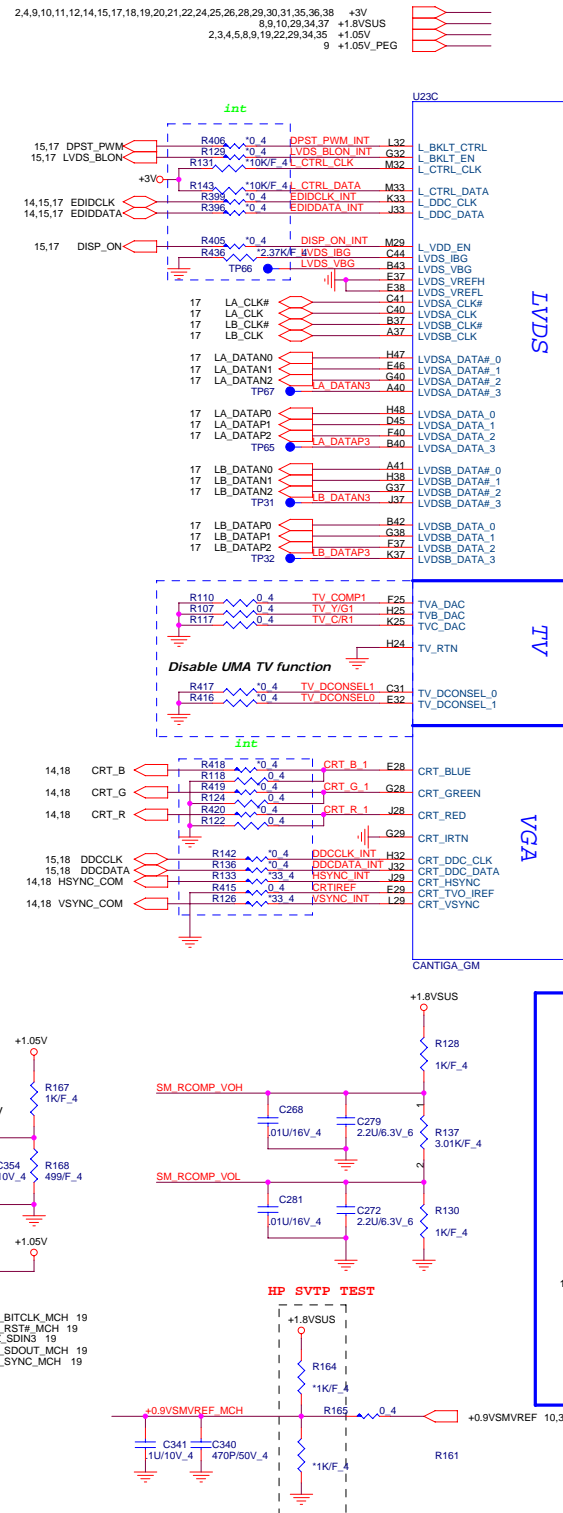 2,4,9,10,11,12,14,15,17,18,19,20,21,22,24,25,26,28,29,30,31,35,36,38 +3V
8,9,10,29,34,37 +1.8VSUS
2,3,4,5,8,9,19,22,29,34,35 +1.05V
9 +1.05V_PEG
U23C
int
15,17 DPST_PWM R406 *0_4 DPST_PWM_INT L32 L_BKLT_CTRL
15,17 LVDS_BLON R129 *0_4 LVDS_BLON_INT G32 L_BKLT_EN
R131 *10K/F_4 L_CTRL_CLK M32 L_CTRL_CLK
+3V
R143 *10K/F_4 L_CTRL_DATA M33 L_CTRL_DATA
14,15,17 EDIDCLK R399 *0_4 EDIDCLK_INT K33 L_DDC_CLK
14,15,17 EDIDDATA R396 *0_4 EDIDDATA_INT J33 L_DDC_DATA
15,17 DISP_ON R405 *0_4 DISP_ON_INT M29 L_VDD_EN
R436 *2.37K/F_4 LVDS_IBG C44 LVDS_IBG
TP66 LVDS_VBG B43 LVDS_VBG
E37 LVDS_VREFH
E38 LVDS_VREFL
17 LA_CLK# C41 LVDSA_CLK#
17 LA_CLK C40 LVDSA_CLK
17 LB_CLK# B37 LVDSB_CLK#
17 LB_CLK A37 LVDSB_CLK
LVDS
17 LA_DATAN0 H47 LVDSA_DATA#_0
17 LA_DATAN1 E46 LVDSA_DATA#_1
17 LA_DATAN2 G40 LVDSA_DATA#_2
TP67 LA_DATAN3 A40 LVDSA_DATA#_3
17 LA_DATAP0 H48 LVDSA_DATA_0
17 LA_DATAP1 D45 LVDSA_DATA_1
17 LA_DATAP2 F40 LVDSA_DATA_2
TP65 LA_DATAP3 B40 LVDSA_DATA_3
17 LB_DATAN0 A41 LVDSB_DATA#_0
17 LB_DATAN1 H38 LVDSB_DATA#_1
17 LB_DATAN2 G37 LVDSB_DATA#_2
TP31 LB_DATAN3 J37 LVDSB_DATA#_3
17 LB_DATAP0 B42 LVDSB_DATA_0
17 LB_DATAP1 G38 LVDSB_DATA_1
17 LB_DATAP2 F37 LVDSB_DATA_2
TP32 LB_DATAP3 K37 LVDSB_DATA_3
R110 0_4 TV_COMP1 F25 TVA_DAC
R107 *0_4 TV_Y/G1 H25 TVB_DAC
R117 *0_4 TV_C/R1 K25 TVC_DAC
H24 TV_RTN
TV
Disable UMA TV function
R417 *0_4 TV_DCONSEL1 C31 TV_DCONSEL_0
R416 *0_4 TV_DCONSEL0 E32 TV_DCONSEL_1
int
14,18 CRT_B R418 *0_4 CRT_B_1 E28 CRT_BLUE
R118 0_4
14,18 CRT_G R419 *0_4 CRT_G_1 G28 CRT_GREEN
R124 0_4
14,18 CRT_R R420 *0_4 CRT_R_1 J28 CRT_RED
R122 0_4
G29 CRT_IRTN
VGA
15,18 DDCCLK R142 *0_4 DDCCLK_INT H32 CRT_DDC_CLK
15,18 DDCDATA R136 *0_4 DDCDATA_INT J32 CRT_DDC_DATA
14,18 HSYNC_COM R133 *33_4 HSYNC_INT J29 CRT_HSYNC
R415 0_4 CRTIREF E29 CRT_TVO_IREF
14,18 VSYNC_COM R126 *33_4 VSYNC_INT L29 CRT_VSYNC
CANTIGA_GM
+1.8VSUS
+1.05V
R128
1K/F_4
R167
1K/F_4
SM_RCOMP_VOH
C268
.01U/16V_4
C279
2.2U/6.3V_6
1
R137
3.01K/F_4
2
C354
10V_4
R168
499/F_4
SM_RCOMP_VOL
C281
.01U/16V_4
C272
2.2U/6.3V_6
R130
1K/F_4
+1.05V
HP SVTP TEST
+1.8VSUS
_BITCLK_MCH 19
_RST#_MCH 19
_SDIN3 19
_SDOUT_MCH 19
_SYNC_MCH 19
R164
*1K/F_4
+0.9VSMVREF_MCH R165 0_4 +0.9VSMVREF 10,3
C341
.1U/10V_4
C340
470P/50V_4
*1K/F_4
R161